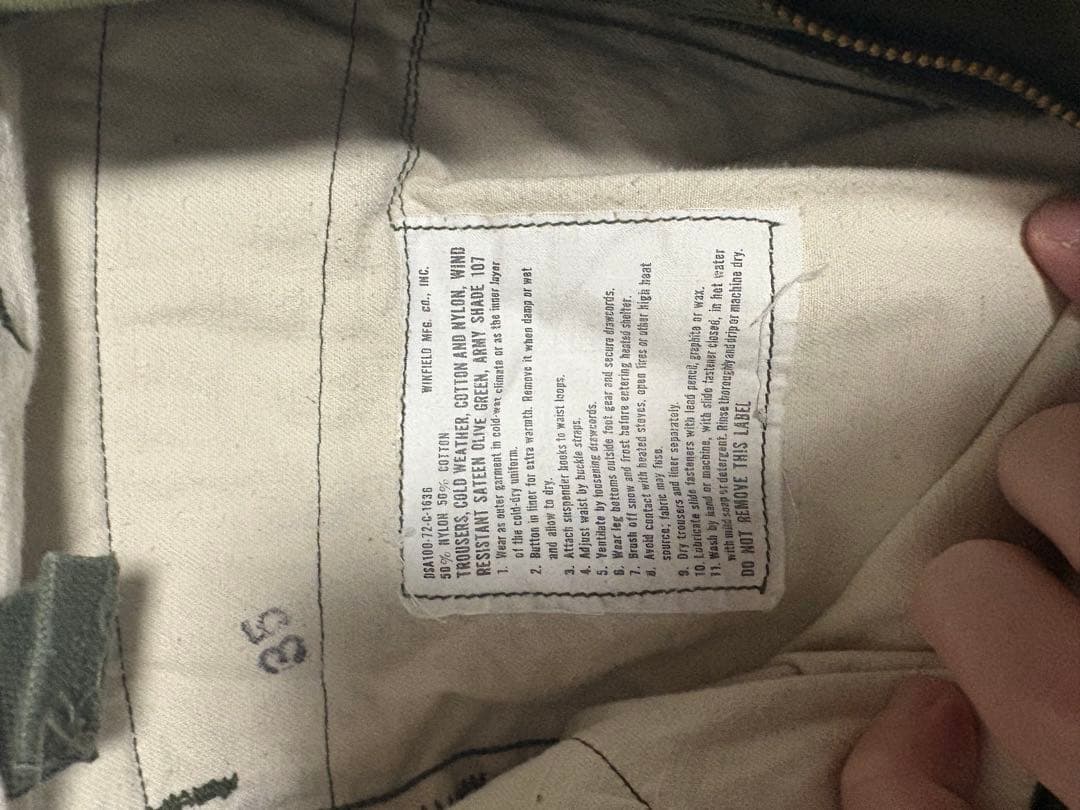 DSA100-72-C-1636 WINFIELD MFG. CO., INC.
50% NYLON 50% COTTON
TROUSERS, COLD WEATHER, COTTON AND NYLON, WIND
RESISTANT SATEEN OLIVE GREEN, ARMY SHADE 107
1. Wear as outer garment in cold-wet climate or as the inner layer
of the cold-dry uniform.
2. Button in liner for extra warmth. Remove it when damp or wet
and allow to dry.
3. Attach suspender hooks to waist loops.
4. Adjust waist by buckle straps.
5. Ventilate by loosening drawcords.
6. Wear leg bottoms outside foot gear and secure drawcords.
7. Brush off snow and frost before entering heated shelter.
8. Avoid contact with heated stoves, open fires or other high heat
source; fabric may fuse.
9. Dry trousers and liner separately.
10. Lubricate slide fasteners with lead pencil, graphite or wax.
11. Wash by hand or machine, with slide fastener closed, in hot water
with mild soap or detergent. Rinse thoroughly and drip or machine dry.
DO NOT REMOVE THIS LABEL
35